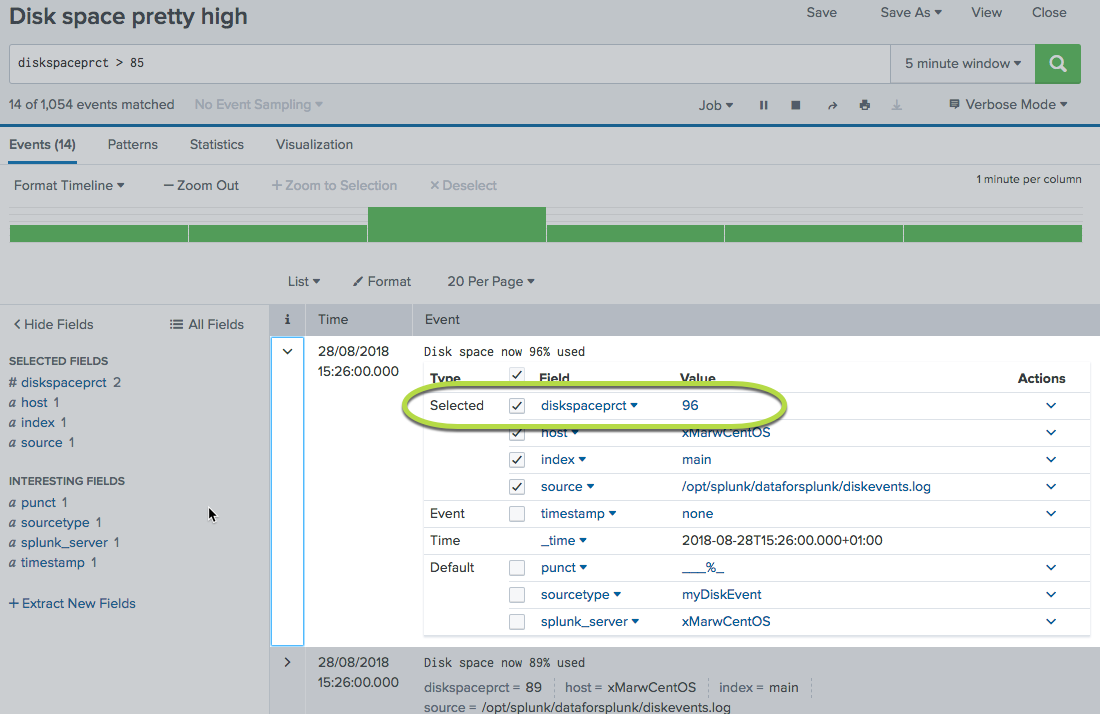 Disk space pretty high
Save Save As View Close
diskspaceprct > 85
5 minute window
14 of 1,054 events matched No Event Sampling
Job Verbose Mode
Events (14) Patterns Statistics Visualization
Format Timeline — Zoom Out + Zoom to Selection × Deselect
1 minute per column
List Format 20 Per Page
Hide Fields All Fields
SELECTED FIELDS
# diskspaceprct 2
a host 1
a index 1
a source 1
INTERESTING FIELDS
a punct 1
a sourcetype 1
a splunk_server 1
a timestamp 1
+ Extract New Fields
i Time Event
28/08/2018
15:26:00.000
Disk space now 96% used
Type Field Value Actions
Selected diskspaceprct 96
host xMarwCentOS
index main
source /opt/splunk/dataforsplunk/diskevents.log
Event timestamp none
Time _time 2018-08-28T15:26:00.000+01:00
Default punct ___%_
sourcetype myDiskEvent
splunk_server xMarwCentOS
28/08/2018
15:26:00.000
Disk space now 89% used
diskspaceprct = 89 host = xMarwCentOS index = main
source = /opt/splunk/dataforsplunk/diskevents.log